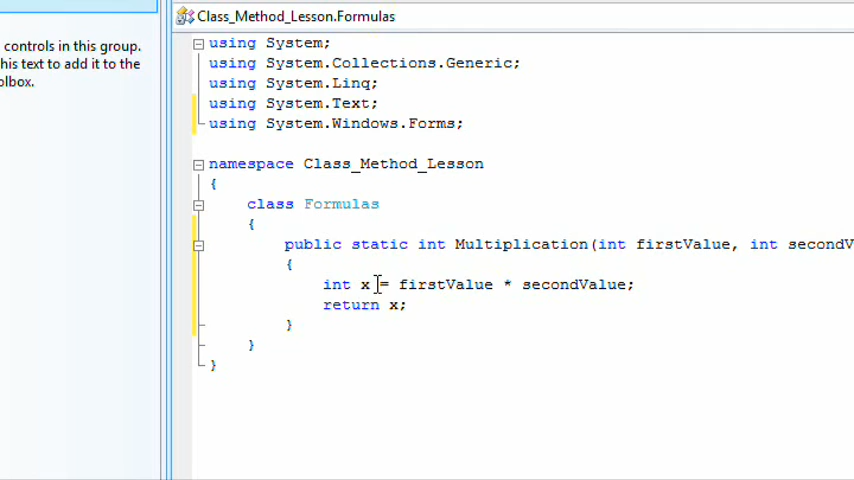 Class_Method_Lesson.Formulas
controls in this group.
his text to add it to the
olbox.
using System;
using System.Collections.Generic;
using System.Linq;
using System.Text;
using System.Windows.Forms;
namespace Class_Method_Lesson
{
class Formulas
{
public static int Multiplication(int firstValue, int secondV
{
int x = firstValue * secondValue;
return x;
}
}
}